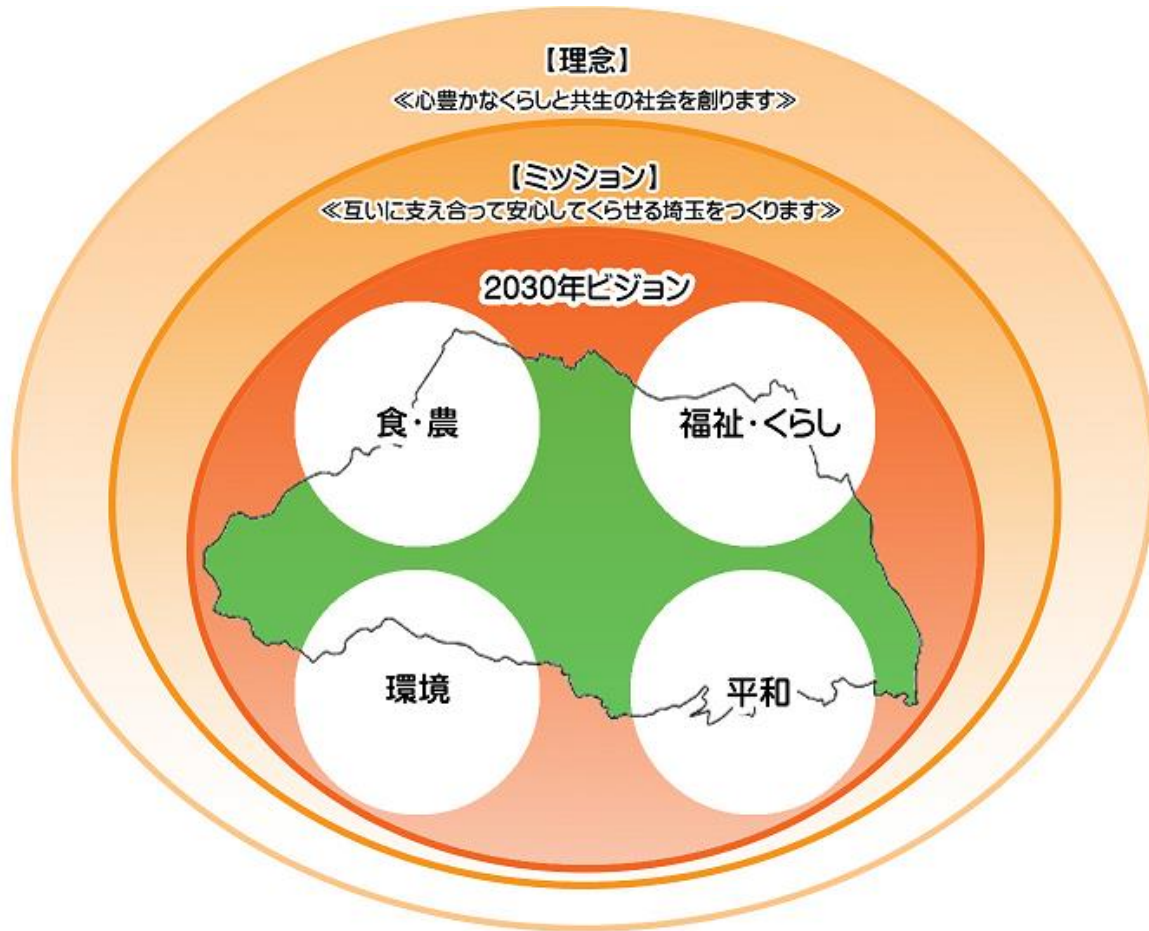 【理念】
≪心豊かなくらしと共生の社会を創ります≫
【ミッション】
≪互いに支え合って安心してくらせる埼玉をつくります≫
2030年ビジョン
食・農
福祉・くらし
環境
平和